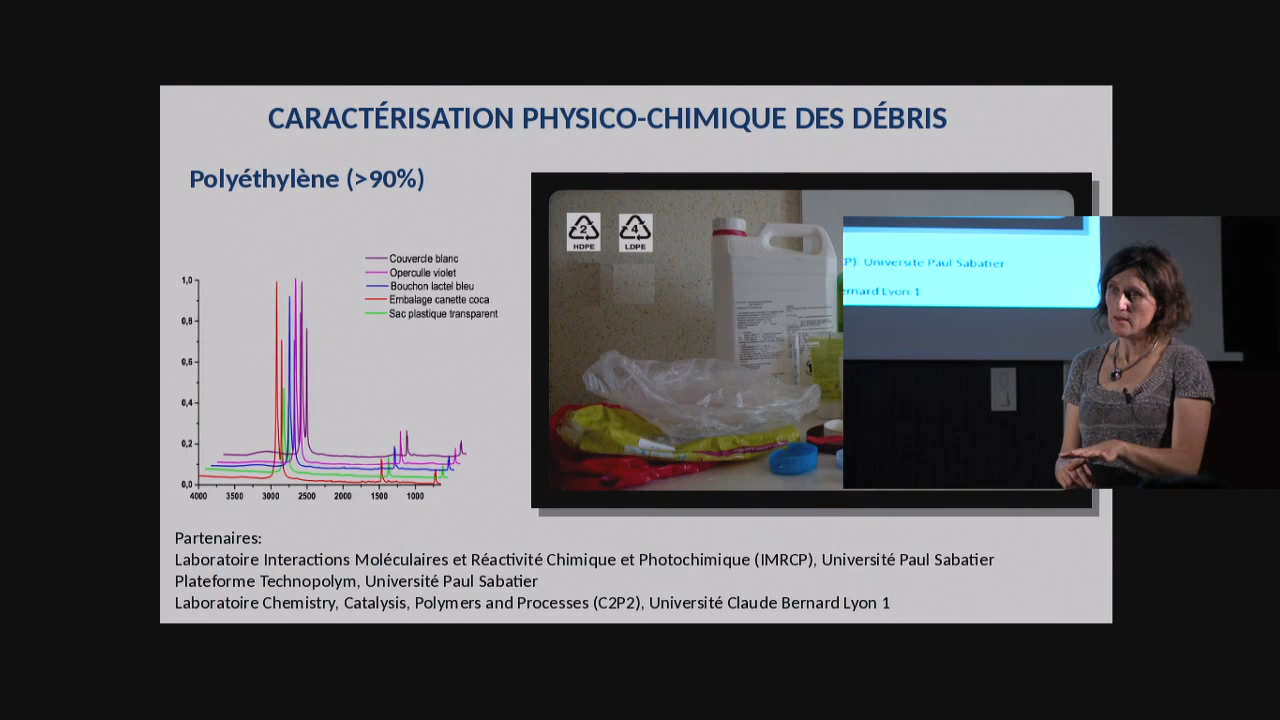 CARACTÉRISATION PHYSICO-CHIMIQUE DES DÉBRIS
Polyéthylène (>90%)
Couvercle blanc
Operculle violet
Bouchon lactel bleu
Embalage canette coca
Sac plastique transparent
1,0
0,8
0,6
0,4
0,2
0,0
4000 3500 3000 2500 2000 1500 1000
2 4
HDPE LDPE
P). Universite Paul Sabatier
ernard Lyon 1
Partenaires:
Laboratoire Interactions Moléculaires et Réactivité Chimique et Photochimique (IMRCP), Université Paul Sabatier
Plateforme Technopolym, Université Paul Sabatier
Laboratoire Chemistry, Catalysis, Polymers and Processes (C2P2), Université Claude Bernard Lyon 1